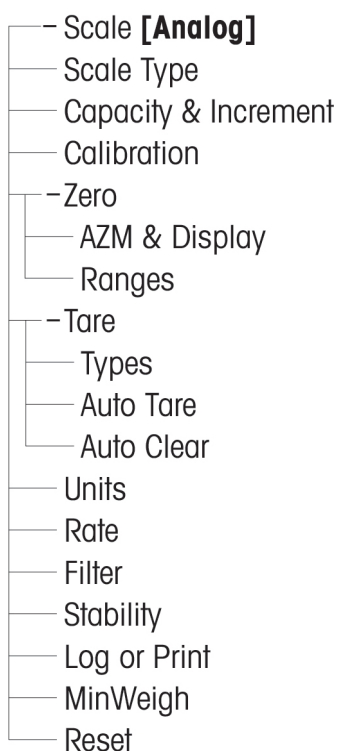 – Scale [Analog]
Scale Type
Capacity & Increment
Calibration
– Zero
AZM & Display
Ranges
– Tare
Types
Auto Tare
Auto Clear
Units
Rate
Filter
Stability
Log or Print
MinWeigh
Reset